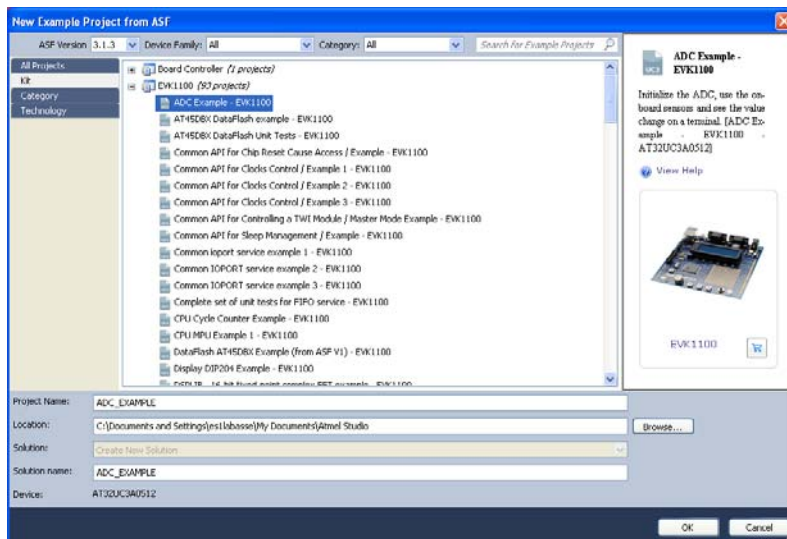 New Example Project from ASF
ASF Version 3.1.3 Device Family: All Category: All Search for Example Projects
All Projects
Kit
Category
Technology
Board Controller (1 projects)
EVK1100 (93 projects)
ADC Example - EVK1100
AT45DBX DataFlash example - EVK1100
AT45DBX DataFlash Unit Tests - EVK1100
Common API for Chip Reset Cause Access / Example - EVK1100
Common API for Clocks Control / Example 1 - EVK1100
Common API for Clocks Control / Example 2 - EVK1100
Common API for Clocks Control / Example 3 - EVK1100
Common API for Controlling a TWI Module / Master Mode Example - EVK1100
Common API for Sleep Management / Example - EVK1100
Common ioport service example 1 - EVK1100
Common IOPORT service example 2 - EVK1100
Common IOPORT service example 3 - EVK1100
Complete set of unit tests for FIFO service - EVK1100
CPU Cycle Counter Example - EVK1100
CPU MPU Example 1 - EVK1100
DataFlash AT45DBX Example (from ASF V1) - EVK1100
Display DIP204 Example - EVK1100
DSPLIB - 16-bit fixed point complex FFT example - EVK1100
UC3
ADC Example -
EVK1100
Initialize the ADC, use the on-
board sensors and see the value
change on a terminal. [ADC Ex-
ample - EVK1100 -
AT32UC3A0512]
View Help
EVK1100
Project Name: ADC_EXAMPLE
Location: C:\Documents and Settings\es1labasse\My Documents\Atmel Studio Browse...
Solution: Create New Solution
Solution name: ADC_EXAMPLE
Device: AT32UC3A0512
OK Cancel